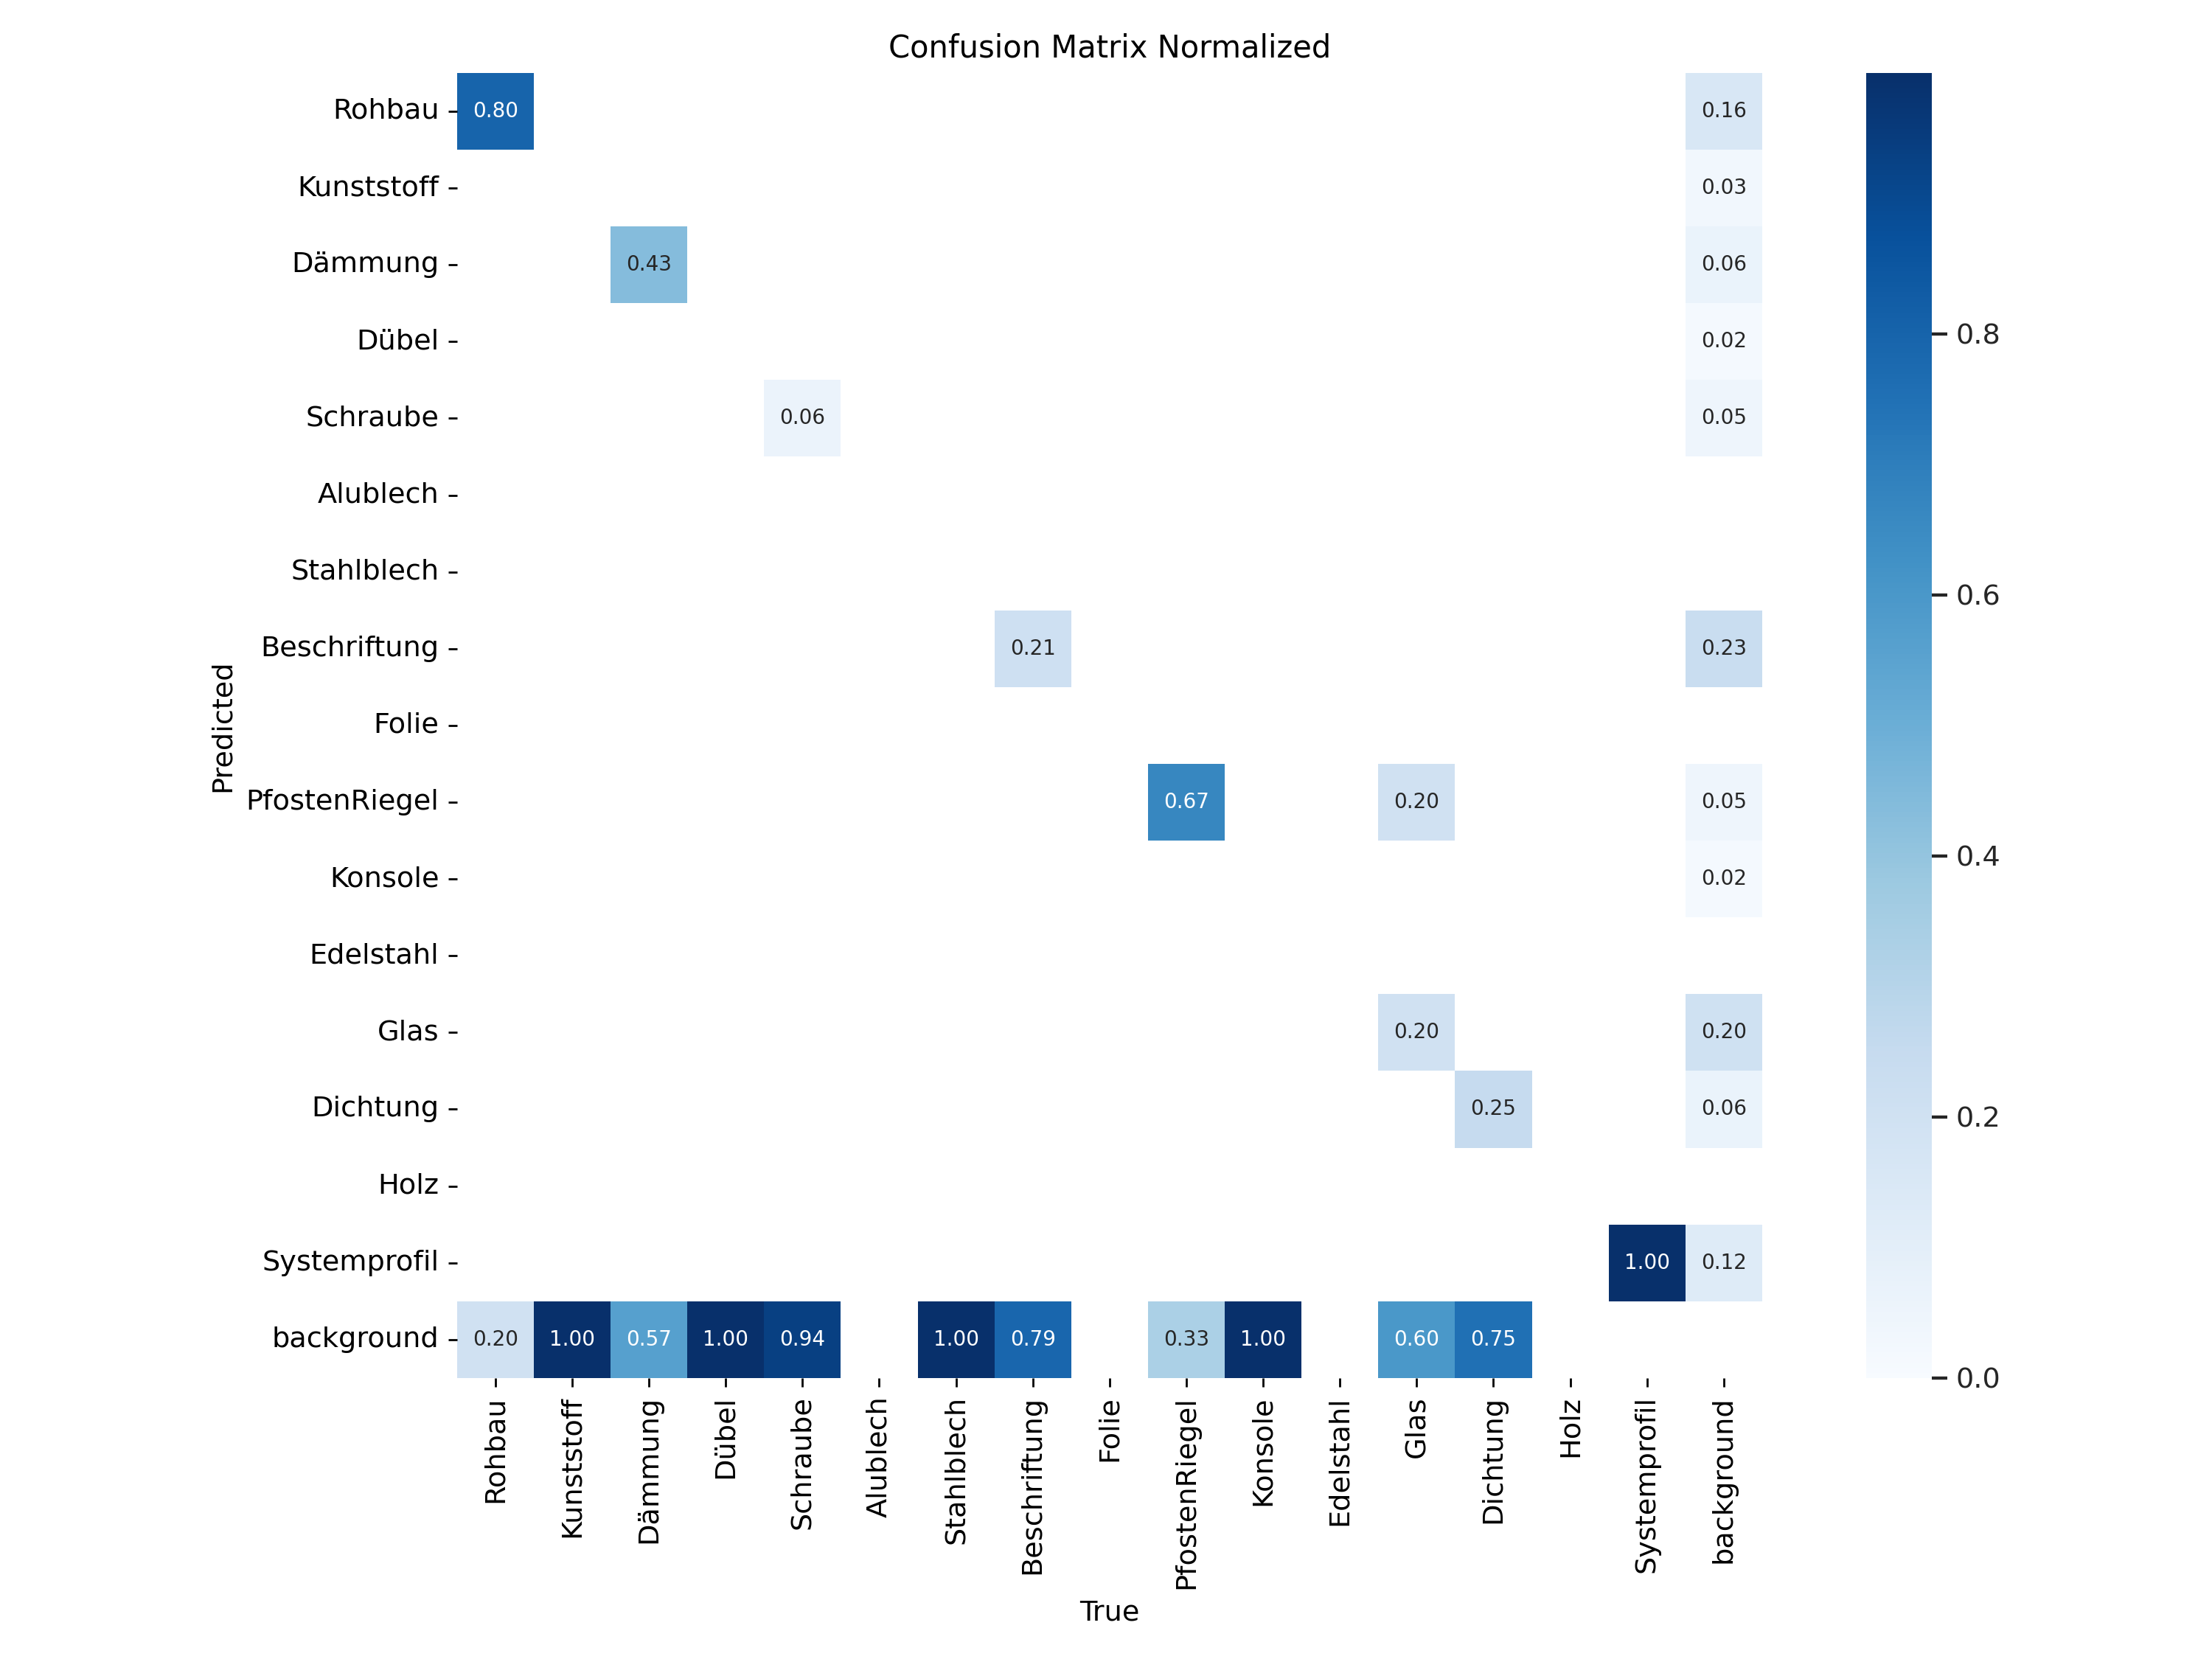 Confusion Matrix Normalized
Rohbau 0.80 0.16
Kunststoff 0.03
Dämmung 0.43 0.06
Dübel 0.02 0.8
Schraube 0.06 0.05
Alublech
Stahlblech 0.6
Beschriftung 0.21 0.23
Folie
Predicted
PfostenRiegel 0.67 0.20 0.05
0.4
Konsole 0.02
Edelstahl
Glas 0.20 0.20
Dichtung 0.25 0.06 0.2
Holz
Systemprofil 1.00 0.12
background 0.20 1.00 0.57 1.00 0.94 1.00 0.79 0.33 1.00 0.60 0.75
0.0
Rohbau Kunststoff Dämmung Dübel Schraube Alublech Stahlblech Beschriftung Folie PfostenRiegel Konsole Edelstahl Glas Dichtung Holz Systemprofil background
True